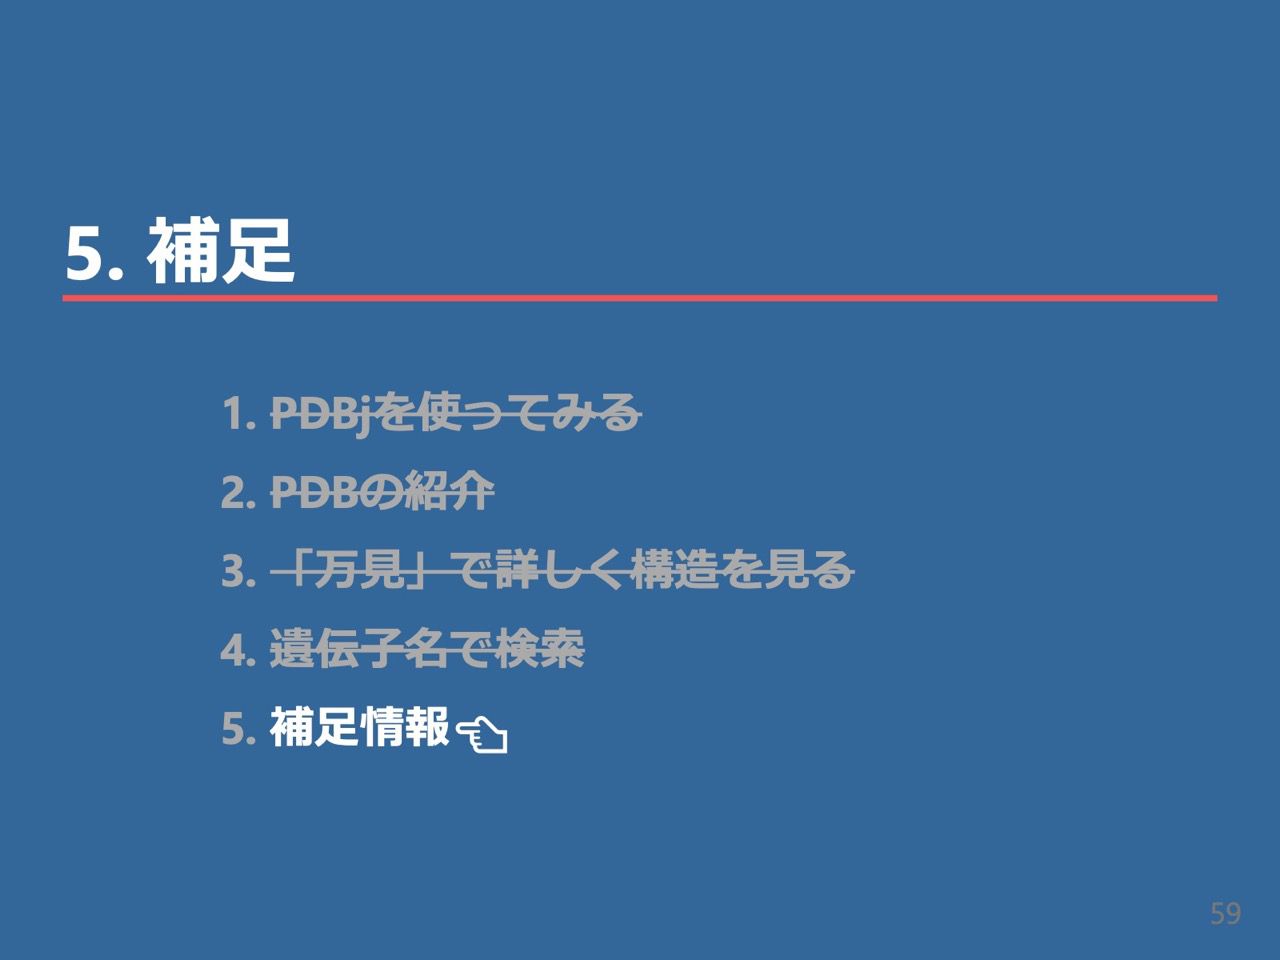 5. 補足
1. PDBjを使ってみる
2. PDBの紹介
3. 「万見」で詳しく構造を見る
4. 遺伝子名で検索
5. 補足情報
59